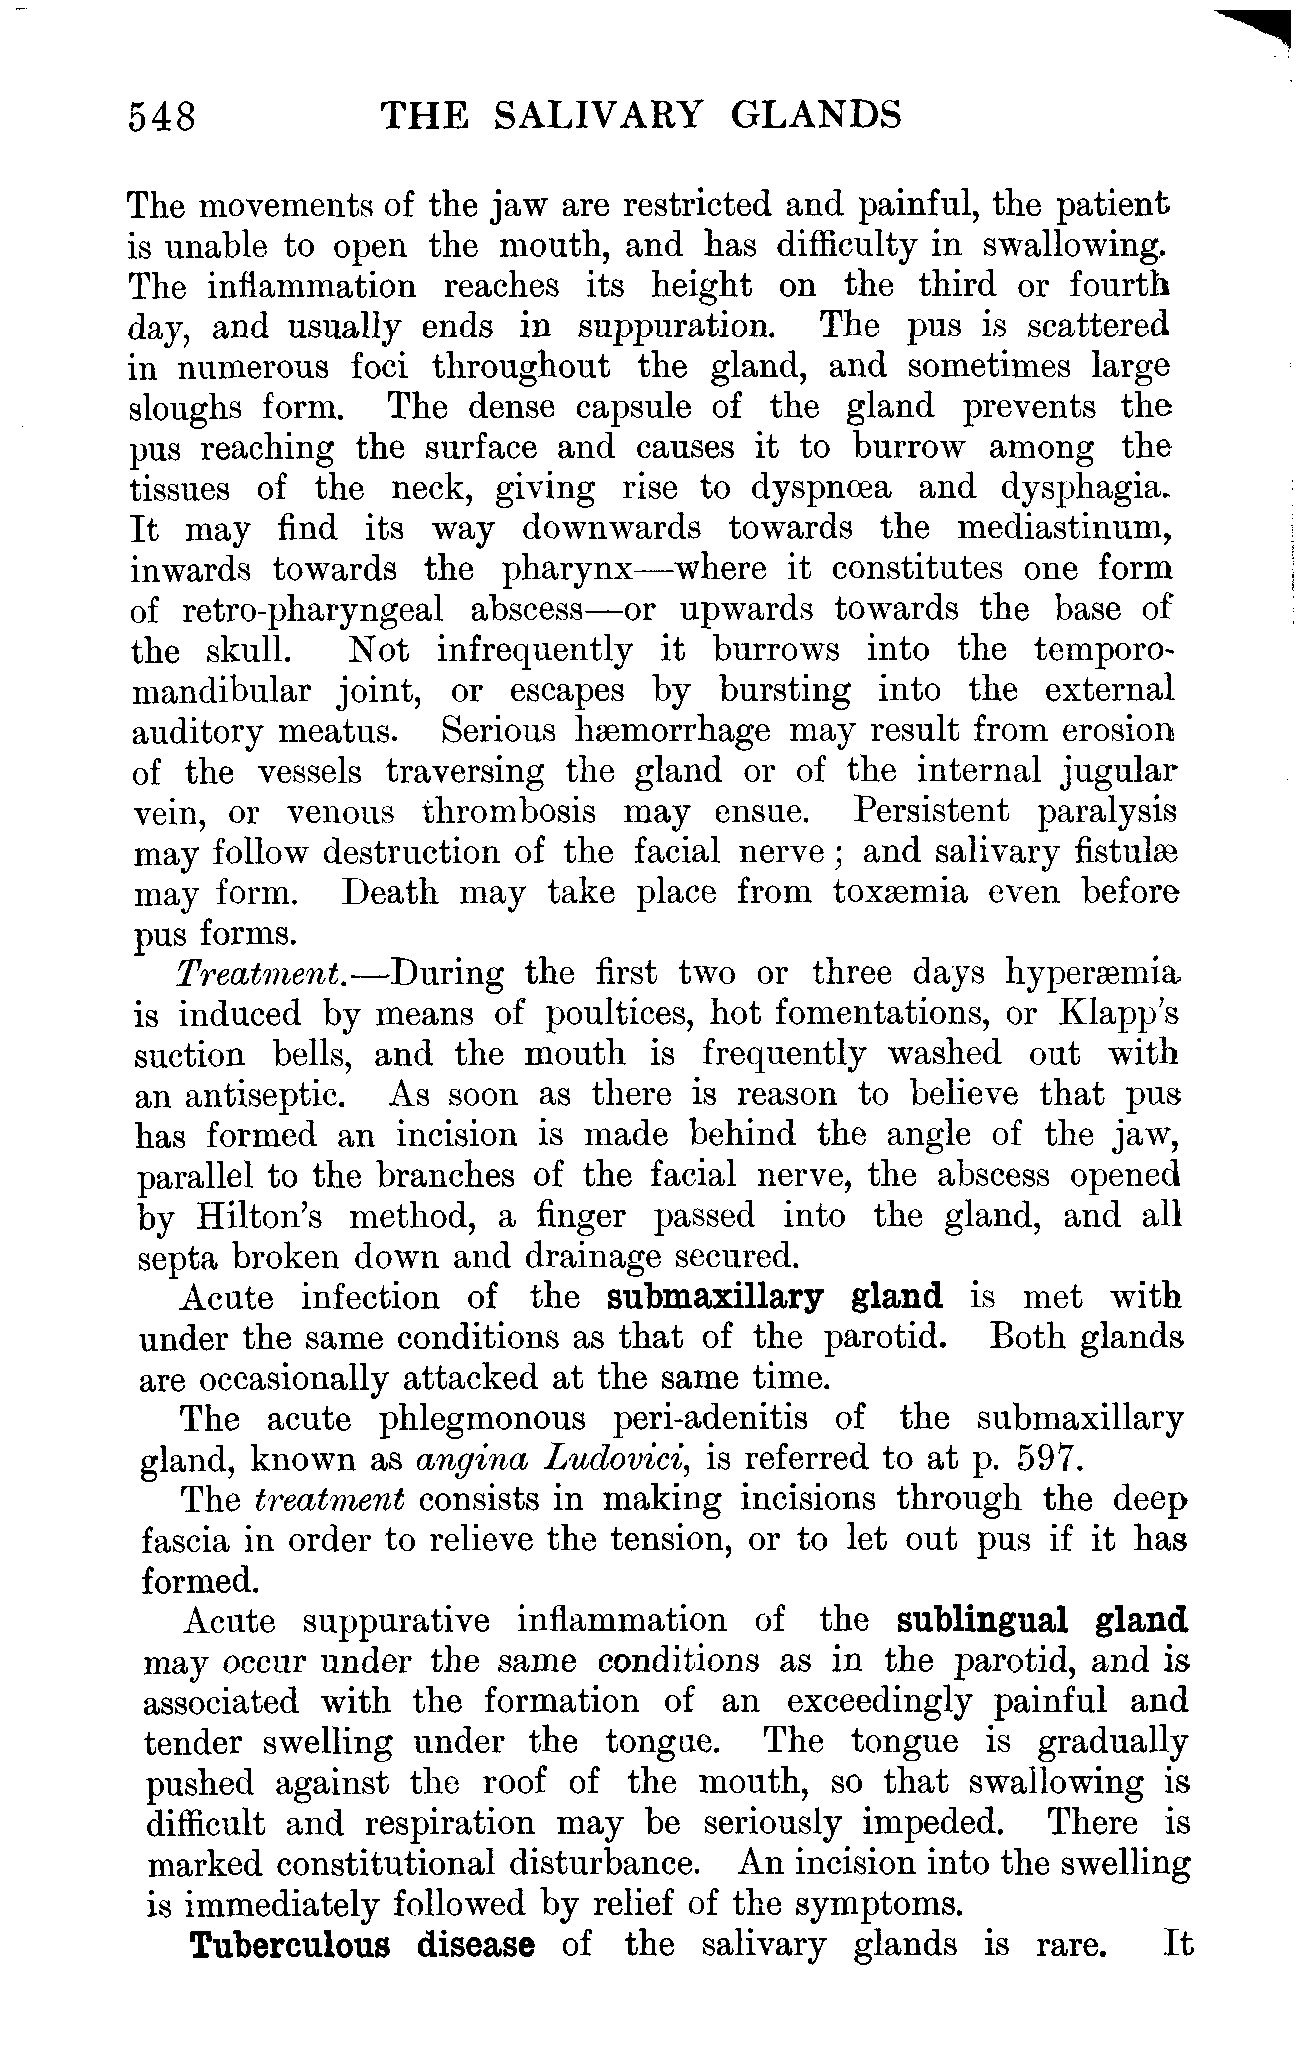 548 THE SALIVARY GLANDS
The movements of the jaw are restricted and painful, the patient
is unable to open the mouth, and has difficulty in swallowing.
The inflammation reaches its height on the third or fourth
day, and usually ends in suppuration. The pus is scattered
in numerous foci throughout the gland, and sometimes large
sloughs form. The dense capsule of the gland prevents the
pus reaching the surface and causes it to burrow among the
tissues of the neck, giving rise to dyspnœa and dysphagia.
It may find its way downwards towards the mediastinum,
inwards towards the pharynx—where it constitutes one form
of retro-pharyngeal abscess—or upwards towards the base of
the skull. Not infrequently it burrows into the temporo-
mandibular joint, or escapes by bursting into the external
auditory meatus. Serious hæmorrhage may result from erosion
of the vessels traversing the gland or of the internal jugular
vein, or venous thrombosis may ensue. Persistent paralysis
may follow destruction of the facial nerve; and salivary fistulæ
may form. Death may take place from toxæmia even before
pus forms.
Treatment.—During the first two or three days hyperæmia
is induced by means of poultices, hot fomentations, or Klapp's
suction bells, and the mouth is frequently washed out with
an antiseptic. As soon as there is reason to believe that pus
has formed an incision is made behind the angle of the jaw,
parallel to the branches of the facial nerve, the abscess opened
by Hilton's method, a finger passed into the gland, and all
septa broken down and drainage secured.
Acute infection of the submaxillary gland is met with
under the same conditions as that of the parotid. Both glands
are occasionally attacked at the same time.
The acute phlegmonous peri-adenitis of the submaxillary
gland, known as angina Ludovici, is referred to at p. 597.
The treatment consists in making incisions through the deep
fascia in order to relieve the tension, or to let out pus if it has
formed.
Acute suppurative inflammation of the sublingual gland
may occur under the same conditions as in the parotid, and is
associated with the formation of an exceedingly painful and
tender swelling under the tongue. The tongue is gradually
pushed against the roof of the mouth, so that swallowing is
difficult and respiration may be seriously impeded. There is
marked constitutional disturbance. An incision into the swelling
is immediately followed by relief of the symptoms.
Tuberculous disease of the salivary glands is rare. It